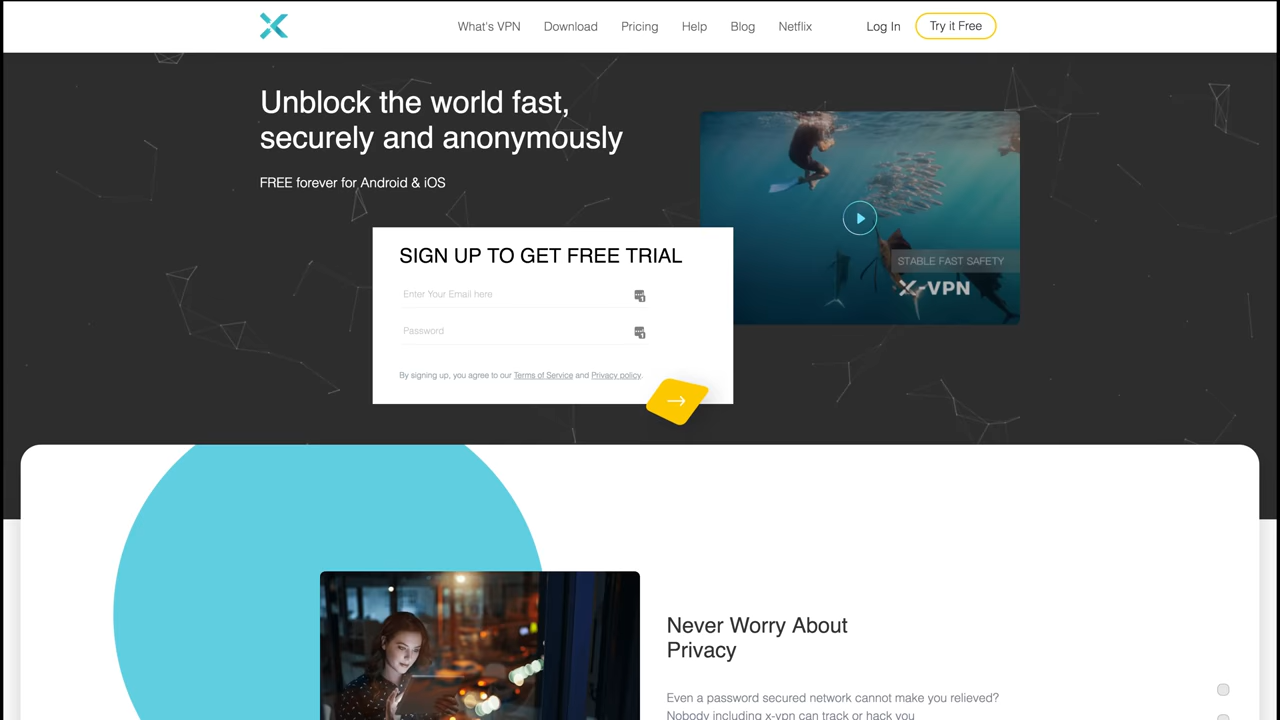 What's VPN Download Pricing Help Blog Netflix Log In Try it Free
Unblock the world fast,
securely and anonymously
FREE forever for Android & iOS
SIGN UP TO GET FREE TRIAL
Enter Your Email here
Password
By signing up, you agree to our Terms of Service and Privacy policy.
STABLE FAST SAFETY
X-VPN
Never Worry About
Privacy
Even a password secured network cannot make you relieved?
Nobody including x-vpn can track or hack you